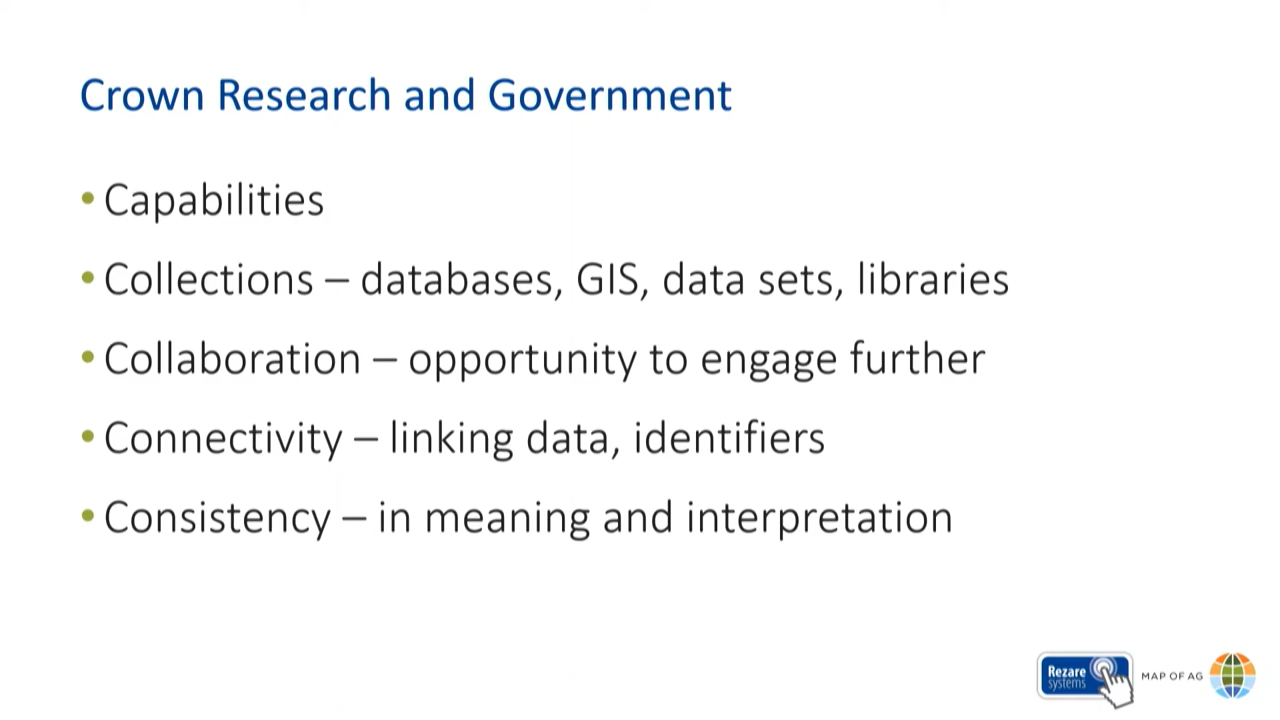 Crown Research and Government
• Capabilities
• Collections – databases, GIS, data sets, libraries
• Collaboration – opportunity to engage further
• Connectivity – linking data, identifiers
• Consistency – in meaning and interpretation
Rezare
systems
MAP OF AG